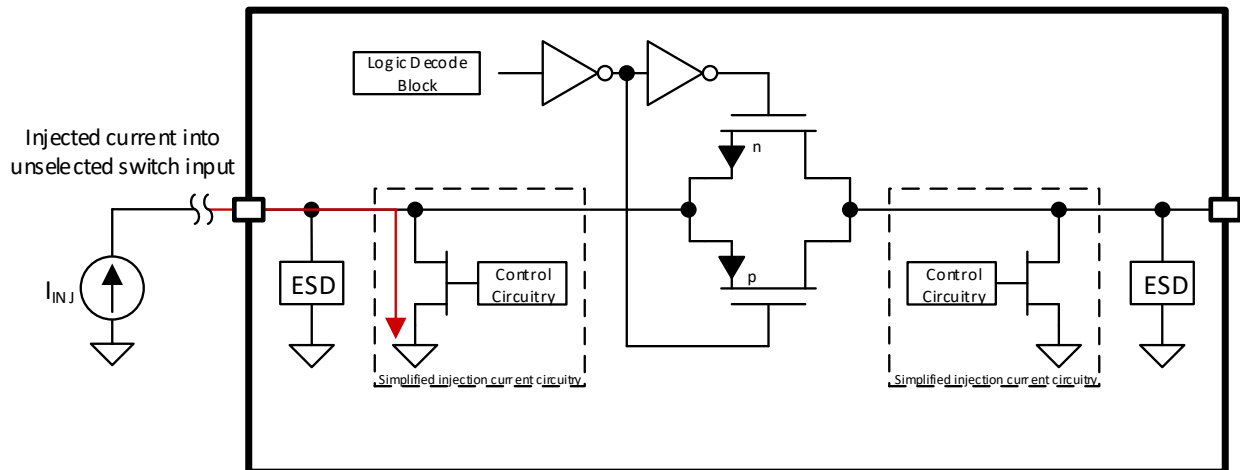 Logic Decode
Block
Injected current into
unselected switch input
n
IINJ
ESD
Control
Circuitry
p
Control
Circuitry
ESD
Simplified injection current circuitry
Simplified injection current circuitry